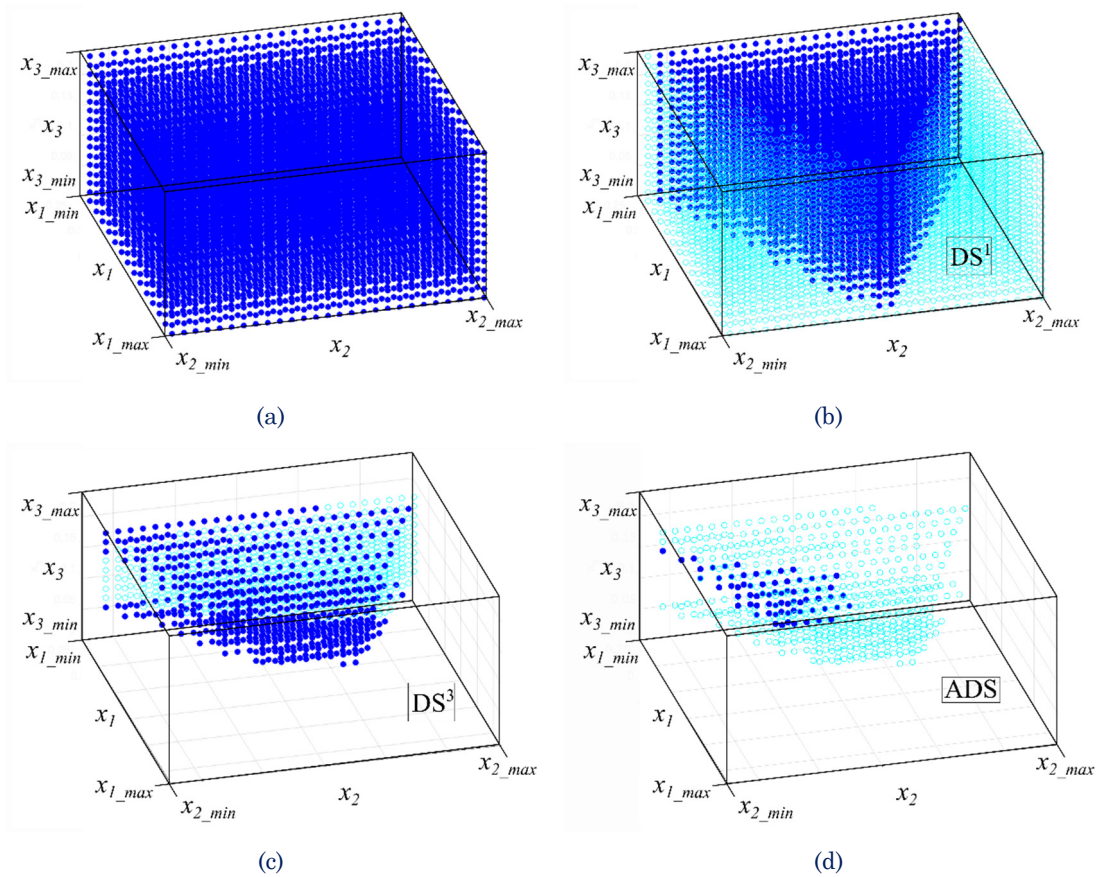 x3_max
x3
x3_min
x1_min
x1
x1_max
x2_min
x2
x2_max
(a)
x3_max
x3
x3_min
x1_min
x1
x1_max
x2_min
x2
x2_max
DS¹
(b)
x3_max
x3
x3_min
x1_min
x1
x1_max
x2_min
x2
x2_max
DS³
(c)
x3_max
x3
x3_min
x1_min
x1
x1_max
x2_min
x2
x2_max
ADS
(d)